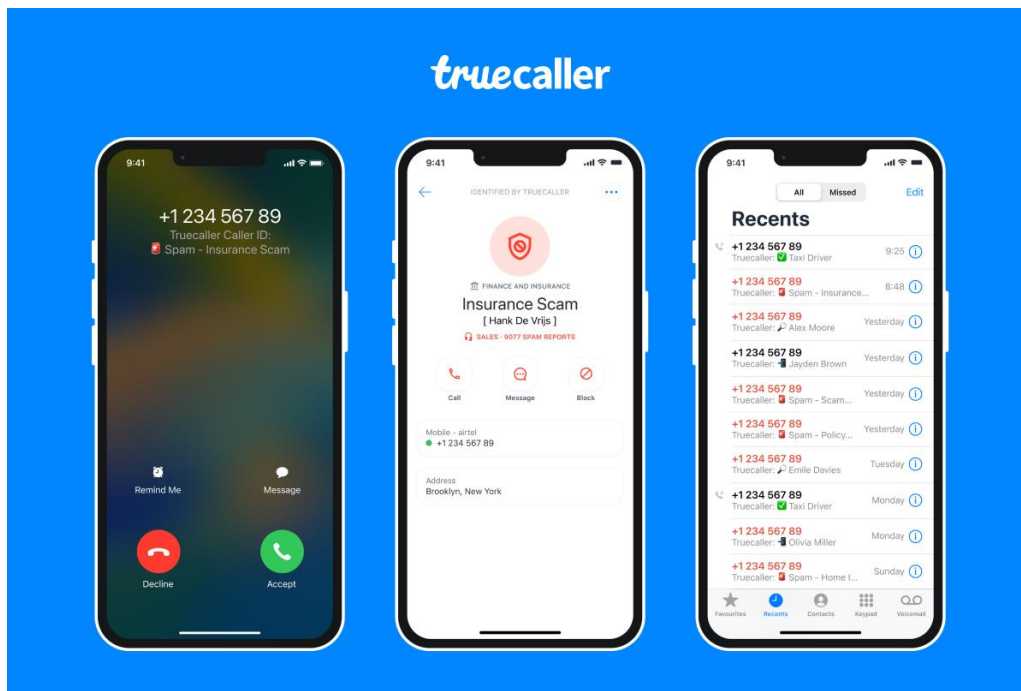 truecaller
9:41
+1 234 567 89
Truecaller Caller ID:
🚨 Spam - Insurance Scam
Remind Me
Message
Decline
Accept
9:41
IDENTIFIED BY TRUECALLER
FINANCE AND INSURANCE
Insurance Scam
[ Hank De Vrijs ]
SALES - 9077 SPAM REPORTS
Call
Message
Block
Mobile - airtel
+1 234 567 89
Address
Brooklyn, New York
9:41
All
Missed
Edit
Recents
+1 234 567 89
Truecaller: ✅ Taxi Driver
9:25
+1 234 567 89
Truecaller: 🚨 Spam - Insurance...
8:48
+1 234 567 89
Truecaller: 🔎 Alex Moore
Yesterday
+1 234 567 89
Truecaller: 📲 Jayden Brown
Yesterday
+1 234 567 89
Truecaller: 🚨 Spam - Scam...
Yesterday
+1 234 567 89
Truecaller: 🚨 Spam - Policy...
Yesterday
+1 234 567 89
Truecaller: 🔎 Emile Davies
Tuesday
+1 234 567 89
Truecaller: ✅ Taxi Driver
Monday
+1 234 567 89
Truecaller: 📲 Olivia Miller
Monday
+1 234 567 89
Truecaller: 🚨 Spam - Home I...
Sunday
Favourites
Recents
Contacts
Keypad
Voicemail